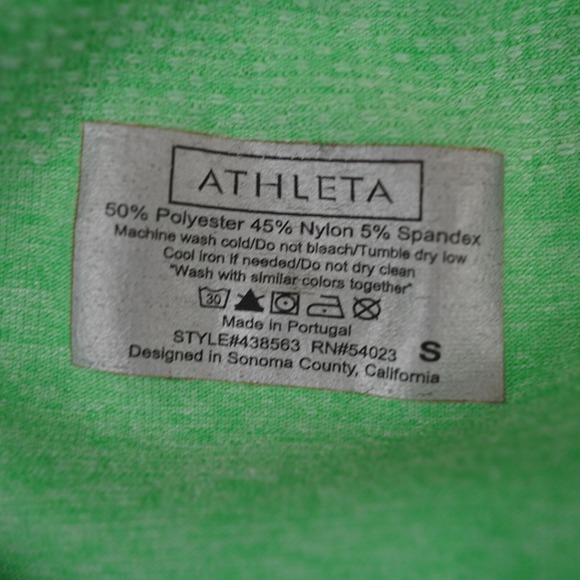 ATHLETA
50% Polyester 45% Nylon 5% Spandex
Machine wash cold/Do not bleach/Tumble dry low
Cool Iron if needed/Do not dry clean
"Wash with similar colors together"
30
Made in Portugal
STYLE#438563 RN#54023 S
Designed in Sonoma County, California